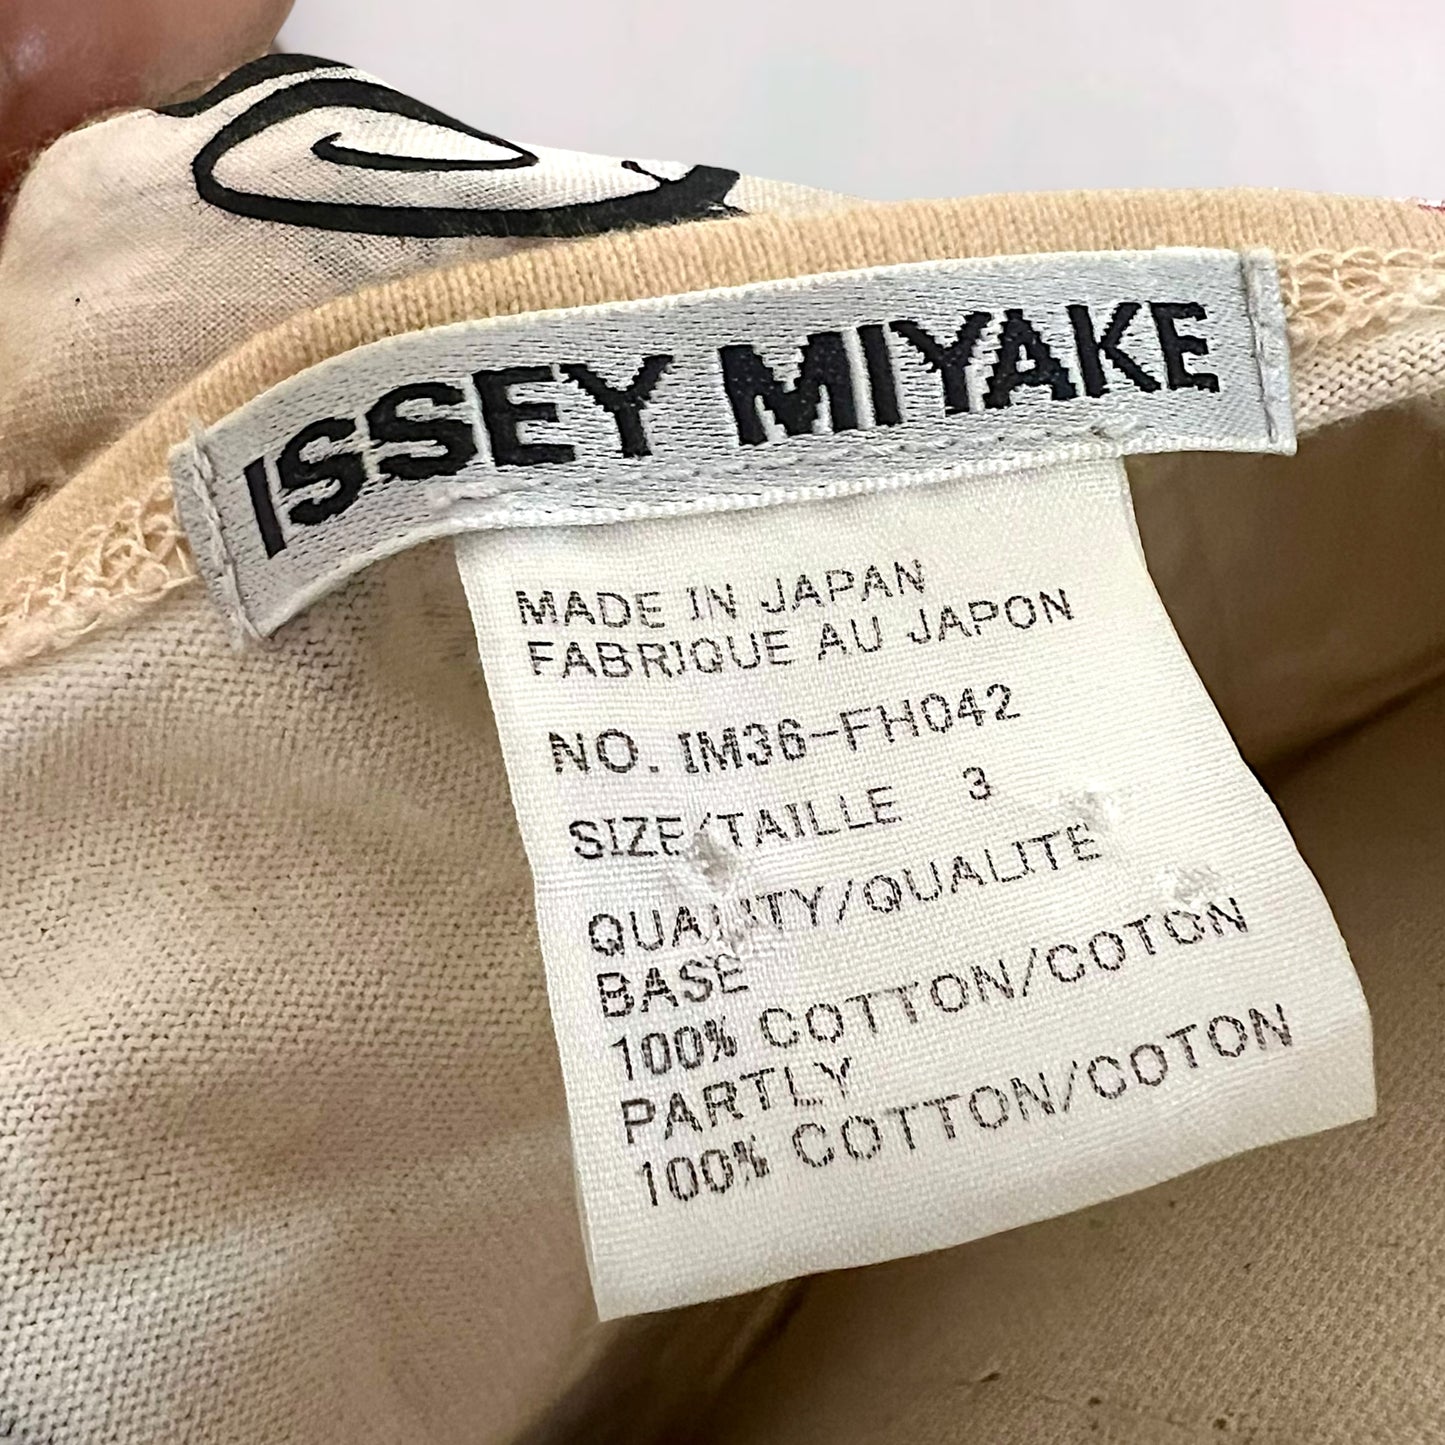 ISSEY MIYAKE
MADE IN JAPAN
FABRIQUE AU JAPON
NO. IM36-FH042
SIZE/TAILLE 3
QUALITY/QUALITE
BASE
100% COTTON/COTON
PARTLY
100% COTTON/COTON